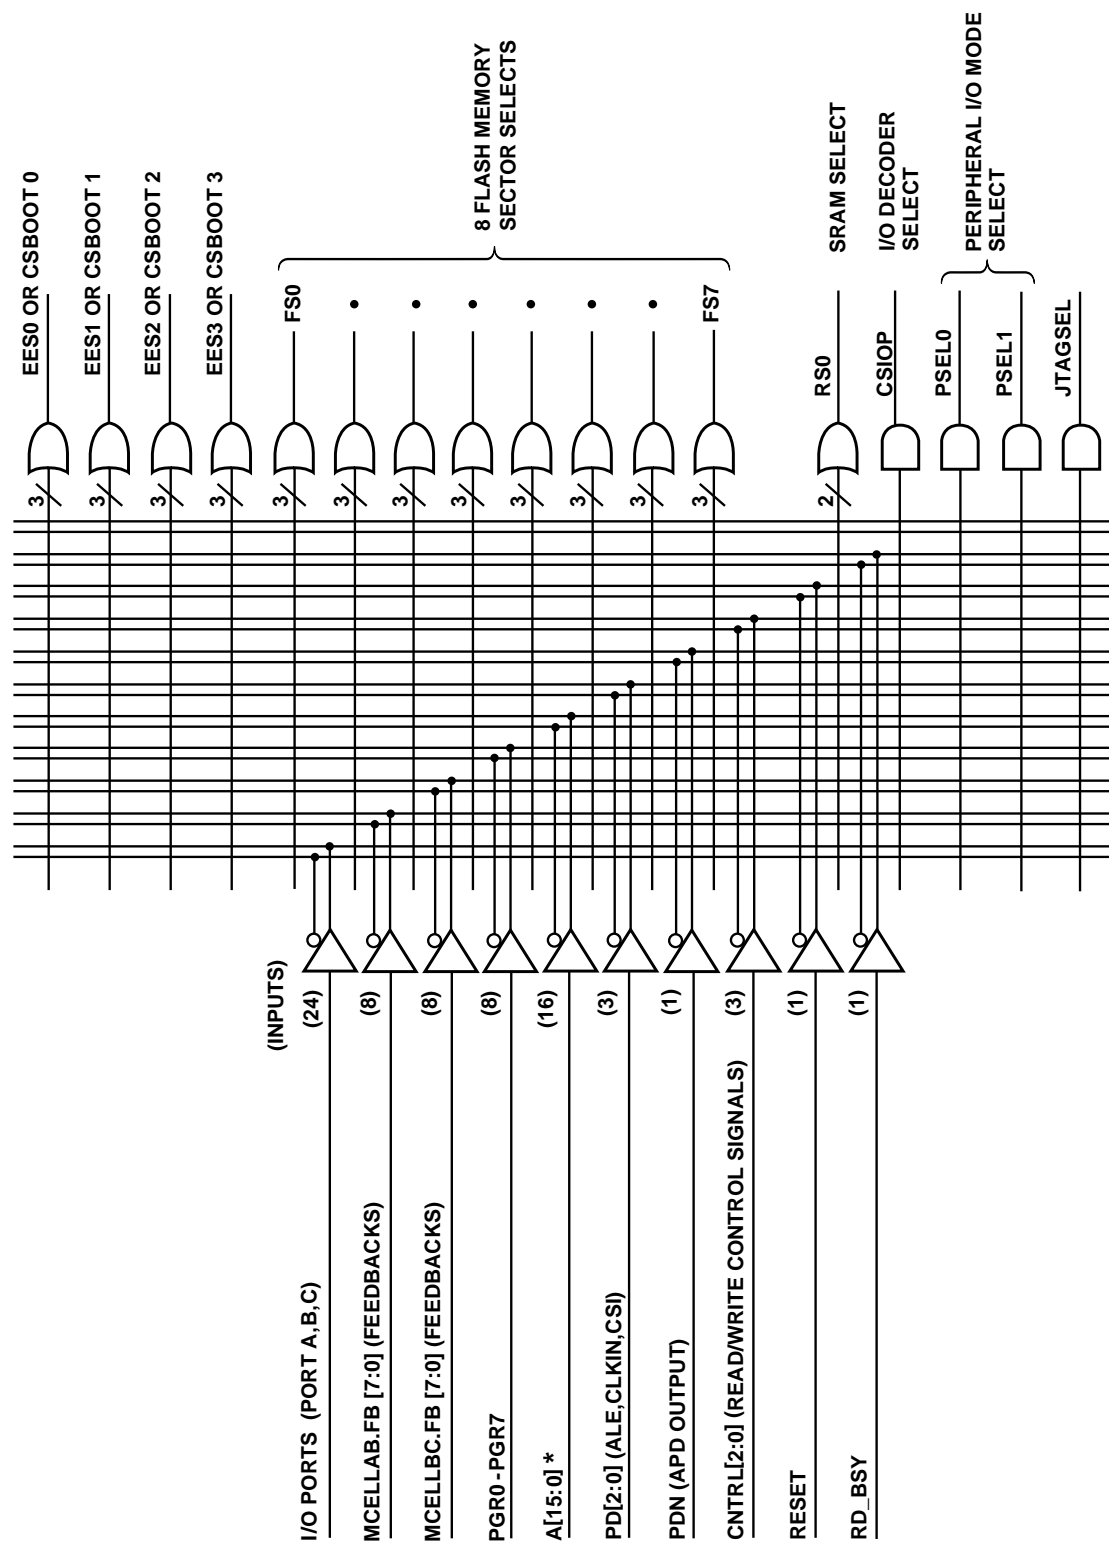 (INPUTS)
I/O PORTS (PORT A,B,C)
(24)
MCELLAB.FB [7:0] (FEEDBACKS)
(8)
MCELLBC.FB [7:0] (FEEDBACKS)
(8)
PGR0 - PGR7
(8)
A[15:0] *
(16)
PD[2:0] (ALE,CLKIN,CSI)
(3)
PDN (APD OUTPUT)
(1)
CNTRL[2:0] (READ/WRITE CONTROL SIGNALS)
(3)
RESET
(1)
RD_BSY
(1)
3
EES0 OR CSBOOT 0
3
EES1 OR CSBOOT 1
3
EES2 OR CSBOOT 2
3
EES3 OR CSBOOT 3
3
FS0
3
3
3
3
3
3
3
FS7
8 FLASH MEMORY
SECTOR SELECTS
2
RS0
SRAM SELECT
CSIOP
I/O DECODER
SELECT
PSEL0
PSEL1
PERIPHERAL I/O MODE
SELECT
JTAGSEL